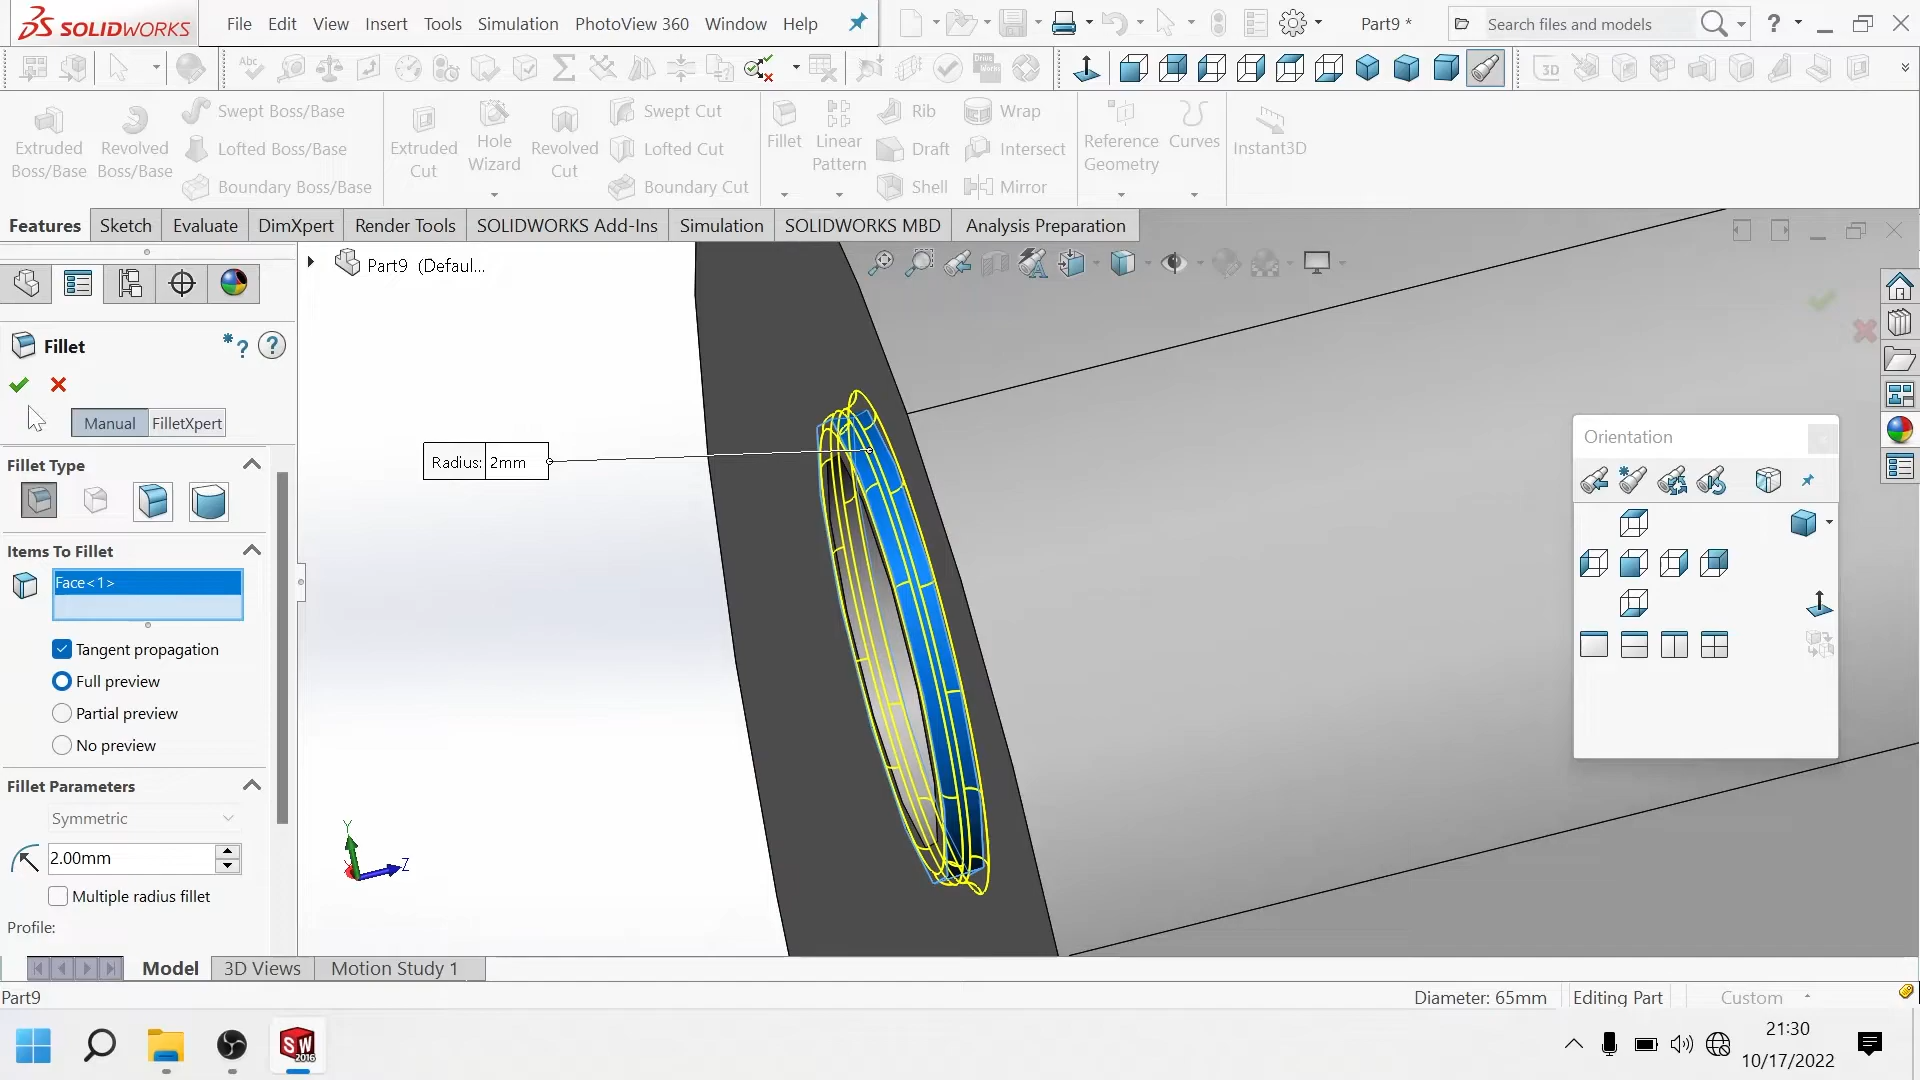 SOLIDWORKS
File Edit View Insert Tools Simulation PhotoView 360 Window Help
Part9 *
Search files and models
Extruded Boss/Base
Revolved Boss/Base
Swept Boss/Base
Lofted Boss/Base
Boundary Boss/Base
Extruded Cut
Hole Wizard
Revolved Cut
Swept Cut
Lofted Cut
Boundary Cut
Fillet
Linear Pattern
Rib
Draft
Shell
Wrap
Intersect
Mirror
Reference Geometry
Curves
Instant3D
Features Sketch Evaluate DimXpert Render Tools SOLIDWORKS Add-Ins Simulation SOLIDWORKS MBD Analysis Preparation
Part9 (Defaul...
Fillet
Manual FilletXpert
Fillet Type
Items To Fillet
Face<1>
Tangent propagation
Full preview
Partial preview
No preview
Fillet Parameters
Symmetric
2.00mm
Multiple radius fillet
Profile:
Radius: 2mm
Y
X
Z
Orientation
Model 3D Views Motion Study 1
Part9
Diameter: 65mm Editing Part Custom
SW
2016
21:30
10/17/2022